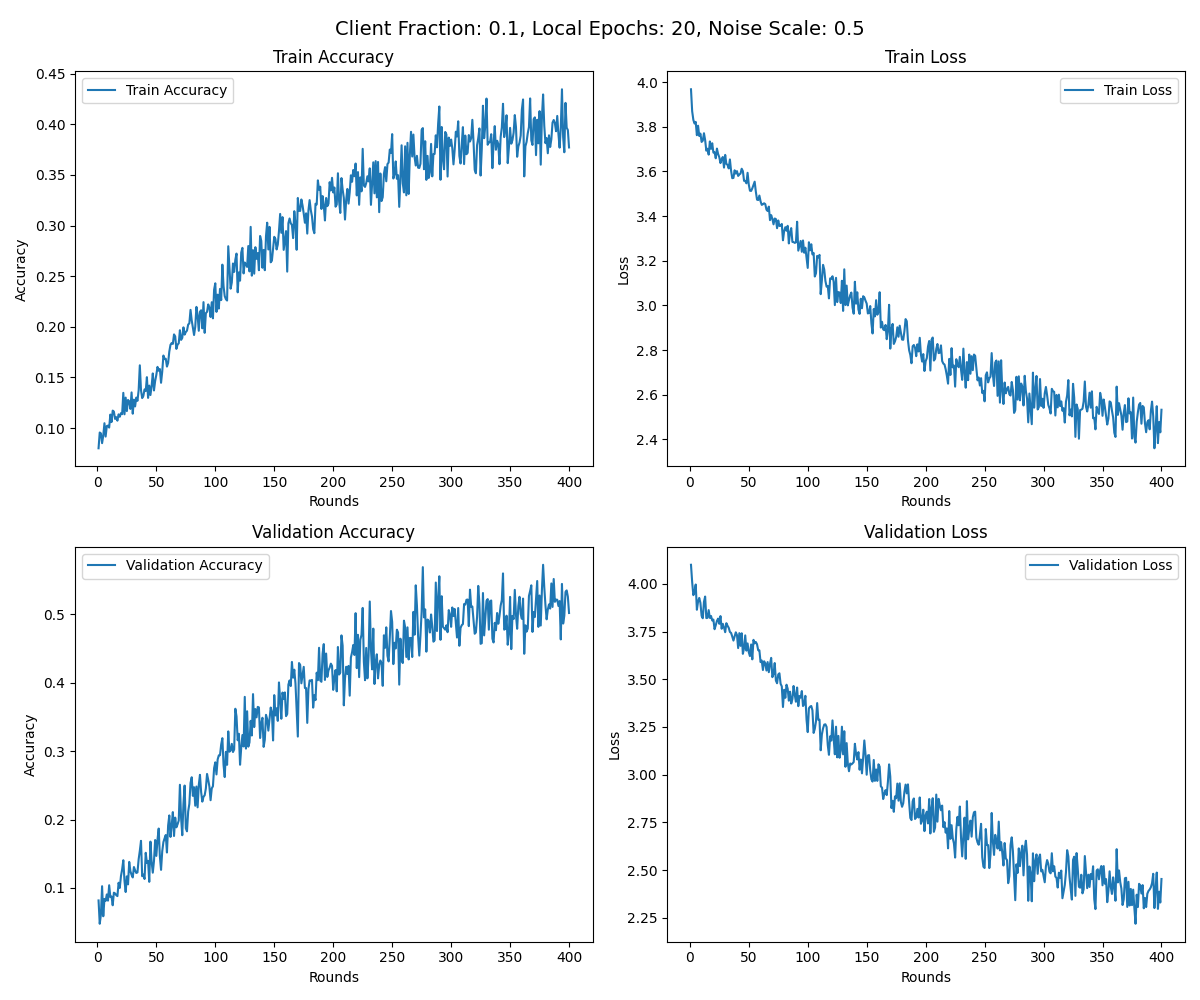 Client Fraction: 0.1, Local Epochs: 20, Noise Scale: 0.5
Train Accuracy
Train Accuracy
Accuracy
0.45
0.40
0.35
0.30
0.25
0.20
0.15
0.10
0 50 100 150 200 250 300 350 400
Rounds
Train Loss
Train Loss
Loss
4.0
3.8
3.6
3.4
3.2
3.0
2.8
2.6
2.4
0 50 100 150 200 250 300 350 400
Rounds
Validation Accuracy
Validation Accuracy
Accuracy
0.5
0.4
0.3
0.2
0.1
0 50 100 150 200 250 300 350 400
Rounds
Validation Loss
Validation Loss
Loss
4.00
3.75
3.50
3.25
3.00
2.75
2.50
2.25
0 50 100 150 200 250 300 350 400
Rounds